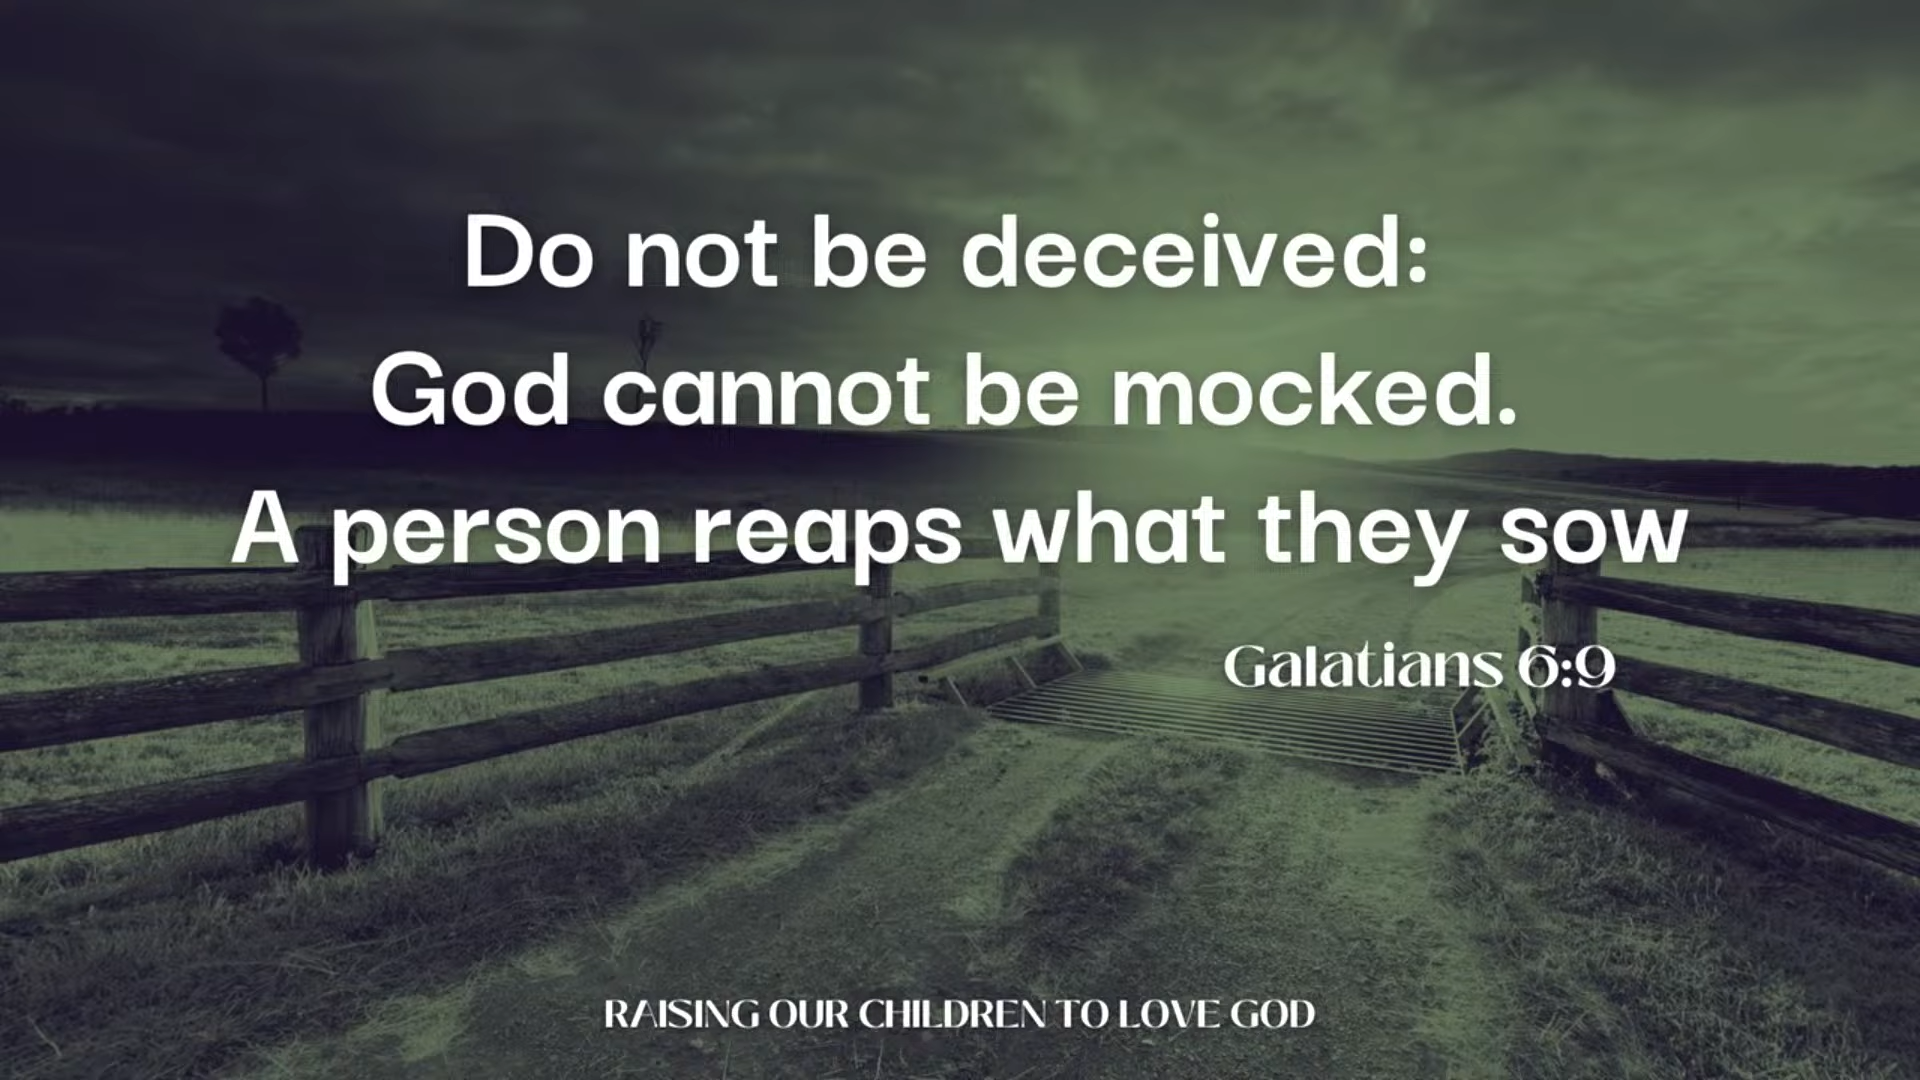 Do not be deceived:
God cannot be mocked.
A person reaps what they sow
Galatians 6:9
RAISING OUR CHILDREN TO LOVE GOD